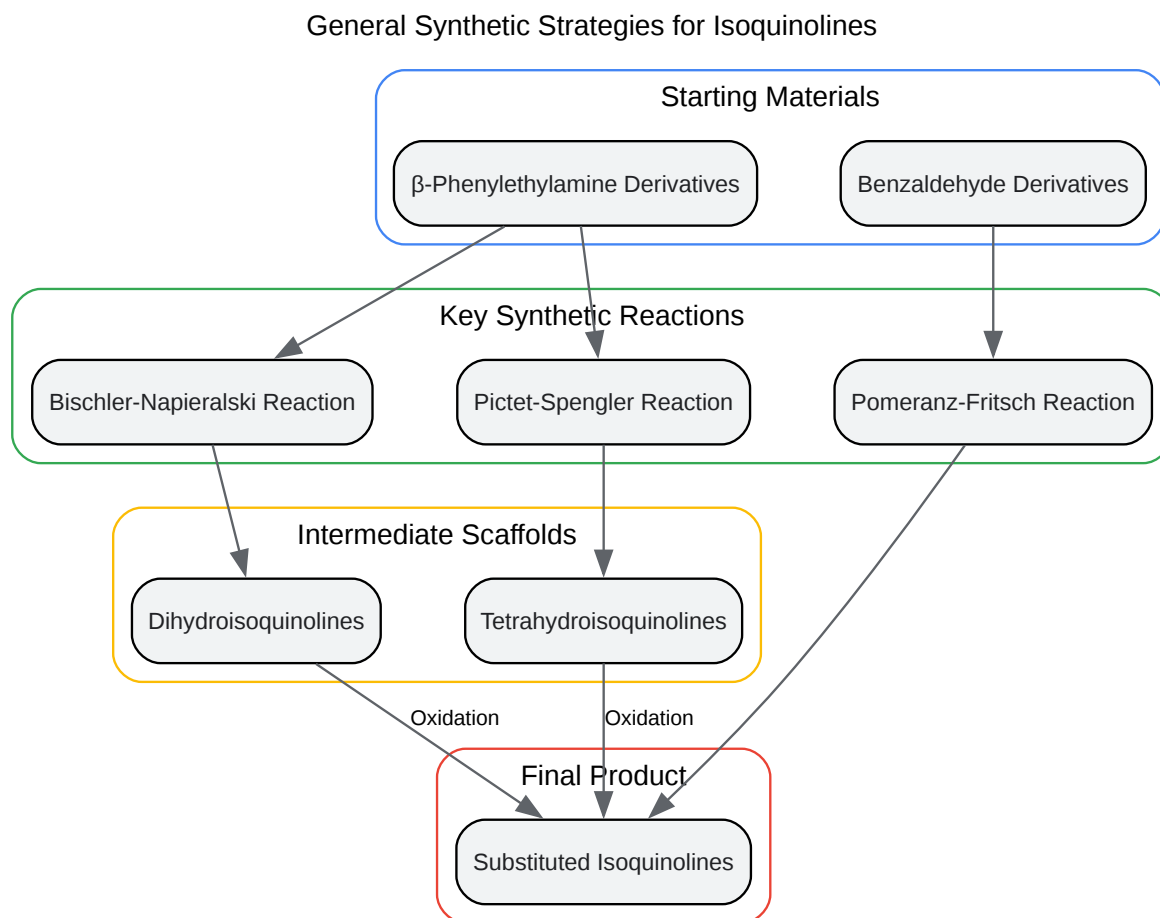 General Synthetic Strategies for Isoquinolines
Starting Materials
β-Phenylethylamine Derivatives
Benzaldehyde Derivatives
Key Synthetic Reactions
Bischler-Napieralski Reaction
Pictet-Spengler Reaction
Pomeranz-Fritsch Reaction
Intermediate Scaffolds
Dihydroisoquinolines
Tetrahydroisoquinolines
Oxidation
Oxidation
Final Product
Substituted Isoquinolines